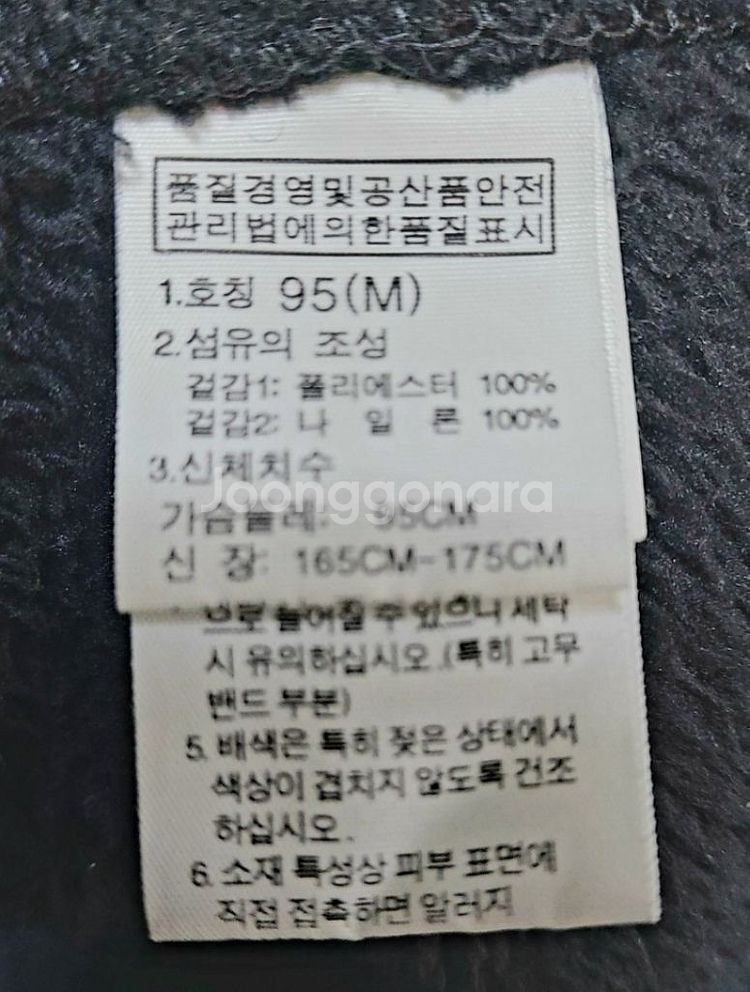 품질경영및공산품안전
관리법에의한품질표시
1.호칭 95(M)
2.섬유의 조성
겉감1: 폴리에스터 100%
겉감2: 나 일 론 100%
3.신체치수
Joonggonara
가슴둘레: 95CM
신 장: 165CM-175CM
으로 늘어질 수 있으니 세탁
시 유의하십시오.(특히 고무
밴드 부분)
5. 배색은 특히 젖은 상태에서
색상이 겹치지 않도록 건조
하십시오.
6. 소재 특성상 피부 표면에
직접 접촉하면 알러지